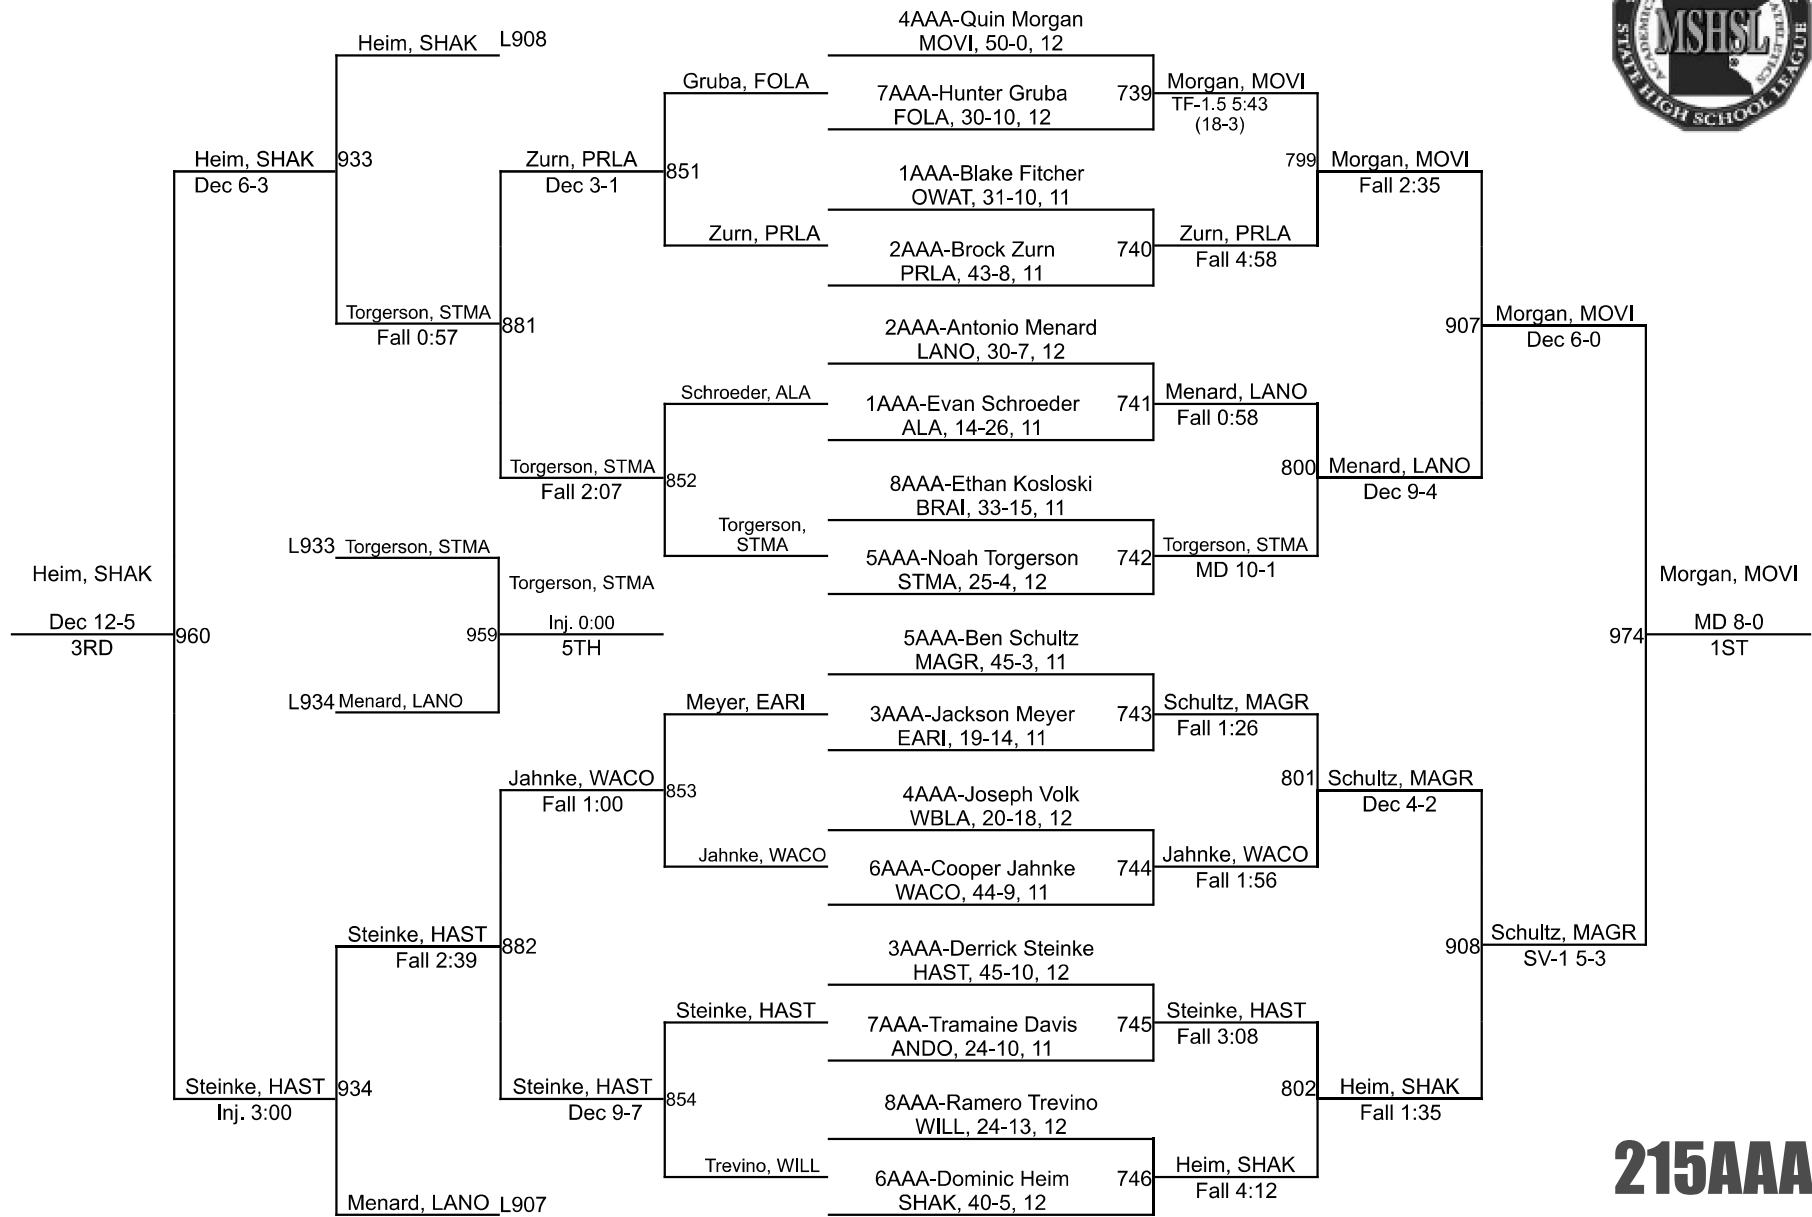 4AAA-Quin Morgan
MOVI, 50-0, 12
7AAA-Hunter Gruba
FOLA, 30-10, 12
739
1AAA-Blake Fitcher
OWAT, 31-10, 11
2AAA-Brock Zurn
PRLA, 43-8, 11
740
2AAA-Antonio Menard
LANO, 30-7, 12
1AAA-Evan Schroeder
ALA, 14-26, 11
741
8AAA-Ethan Kosloski
BRAI, 33-15, 11
5AAA-Noah Torgerson
STMA, 25-4, 12
742
5AAA-Ben Schultz
MAGR, 45-3, 11
3AAA-Jackson Meyer
EARI, 19-14, 11
743
4AAA-Joseph Volk
WBLA, 20-18, 12
6AAA-Cooper Jahnke
WACO, 44-9, 11
744
3AAA-Derrick Steinke
HAST, 45-10, 12
7AAA-Tramaine Davis
ANDO, 24-10, 11
745
8AAA-Ramero Trevino
WILL, 24-13, 12
6AAA-Dominic Heim
SHAK, 40-5, 12
746
Morgan, MOVI
TF-1.5 5:43
(18-3)
799
Zurn, PRLA
Fall 4:58
Menard, LANO
Fall 0:58
800
Torgerson, STMA
MD 10-1
Schultz, MAGR
Fall 1:26
801
Jahnke, WACO
Fall 1:56
Steinke, HAST
Fall 3:08
802
Heim, SHAK
Fall 4:12
Morgan, MOVI
Fall 2:35
907
Menard, LANO
Dec 9-4
Schultz, MAGR
Dec 4-2
908
Heim, SHAK
Fall 1:35
Morgan, MOVI
Dec 6-0
974
Schultz, MAGR
SV-1 5-3
Morgan, MOVI
MD 8-0
1ST
Gruba, FOLA
851
Zurn, PRLA
Schroeder, ALA
852
Torgerson,
STMA
Meyer, EARI
853
Jahnke, WACO
Steinke, HAST
854
Trevino, WILL
Zurn, PRLA
Dec 3-1
881
Torgerson, STMA
Fall 2:07
Jahnke, WACO
Fall 1:00
882
Steinke, HAST
Dec 9-7
Heim, SHAK L908
933
Torgerson, STMA
Fall 0:57
Steinke, HAST
Fall 2:39
934
Menard, LANO L907
Heim, SHAK
Dec 6-3
960
Steinke, HAST
Inj. 3:00
Heim, SHAK
Dec 12-5
3RD
L933 Torgerson, STMA
959
L934 Menard, LANO
Torgerson, STMA
Inj. 0:00
5TH
MSHSL
STATE HIGH SCHOOL LEAGUE
215AAA